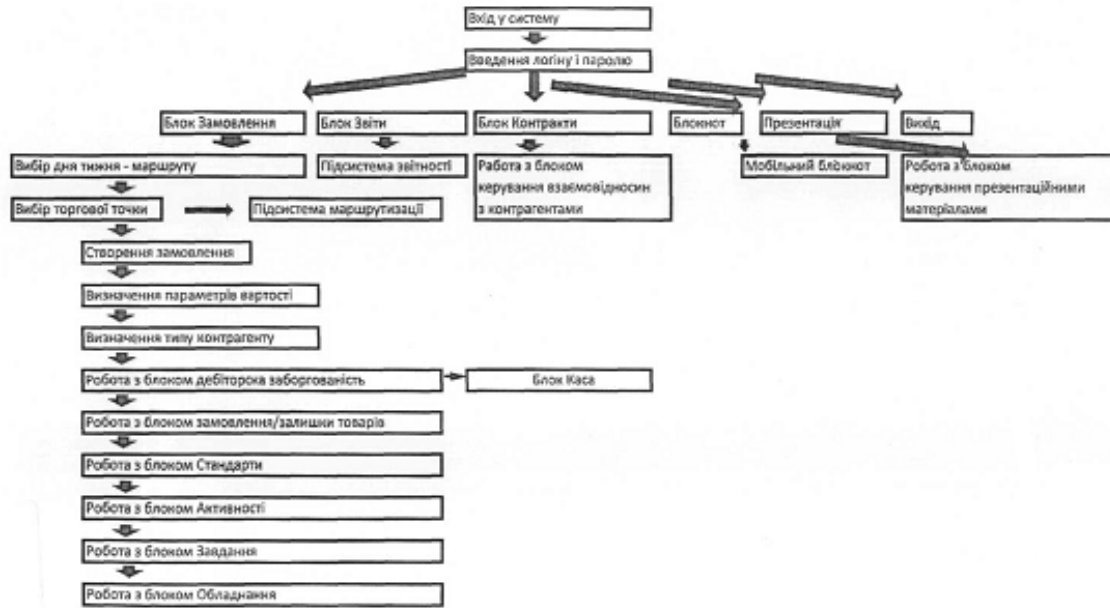 Вхід у систему
Введення логіну і паролю
Блок Замовлення
Блок Звіти
Блок Контракти
Блокнот
Презентація
Вихід
Вибір дня тижня - маршруту
Підсистема звітності
Работа з блоком
керування взаємовідносин
з контрагентами
Мобільний блокнот
Робота з блоком
керування презентаційними
матеріалами
Вибір торгової точки
Підсистема маршрутизації
Створення замовлення
Визначення параметрів вартості
Визначення типу контрагенту
Робота з блоком дебіторска заборгованість
Блок Каса
Робота з блоком замовлення/залишки товарів
Робота з блоком Стандарти
Робота з блоком Активності
Робота з блоком Завдання
Робота з блоком Обладнання